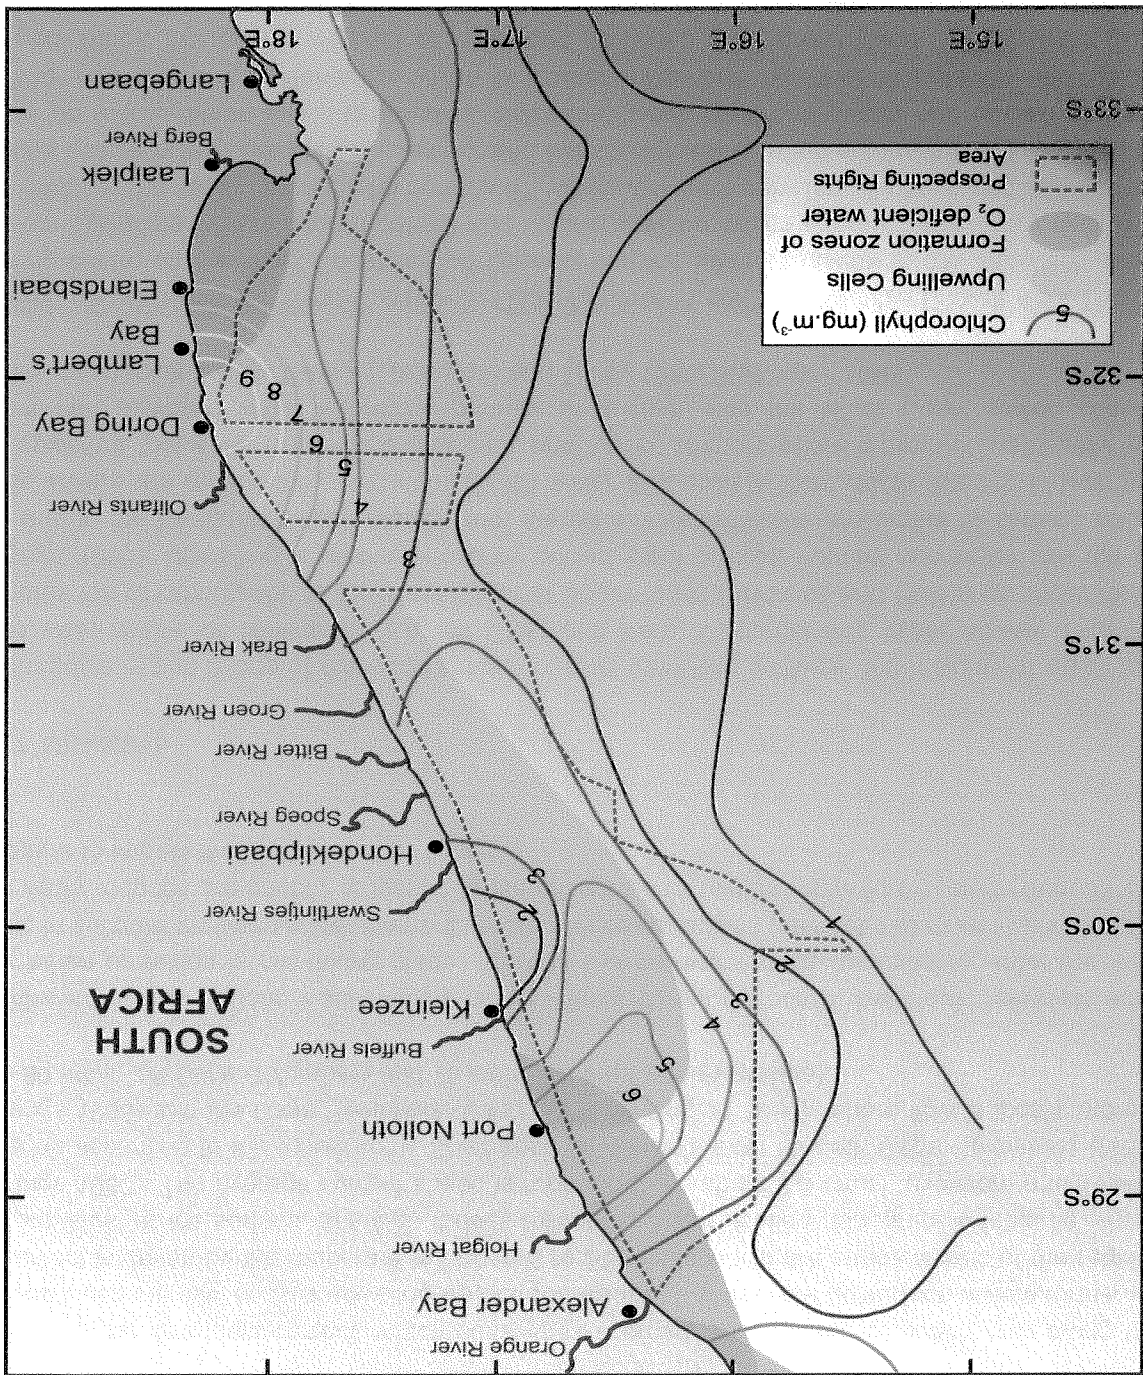 Orange River
Alexander Bay
Holgat River
29°S
Port Nolloth
6
5
Buffels River
4
Kleinzee
3
SOUTH
AFRICA
2
1
30°S
2
Swartlintjes River
3
Hondeklipbaai
Spoeg River
Bitter River
Groen River
31°S
Brak River
3
4
Olifants River
5
6
Doring Bay
7
8
9
32°S
Lambert's
Bay
Elandsbaai
5
Chlorophyll (mg.m⁻³)
Upwelling Cells
Formation zones of
O₂ deficient water
Prospecting Rights
Area
Laaiplek
Berg River
33°S
Langebaan
15°E
16°E
17°E
18°E